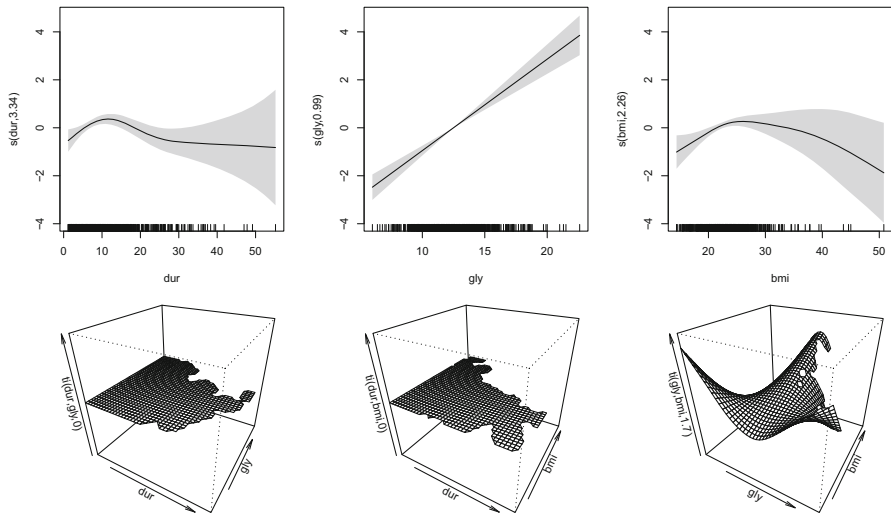 s(dur,3.34)
−4
−2
0
2
4
0
10
20
30
40
50
dur
s(gly,0.99)
−4
−2
0
2
4
10
15
20
gly
s(bmi,2.26)
−4
−2
0
2
4
20
30
40
50
bmi
ti(dur,gly,0)
dur
gly
ti(dur,bmi,0)
dur
bmi
ti(gly,bmi,1.7)
gly
bmi